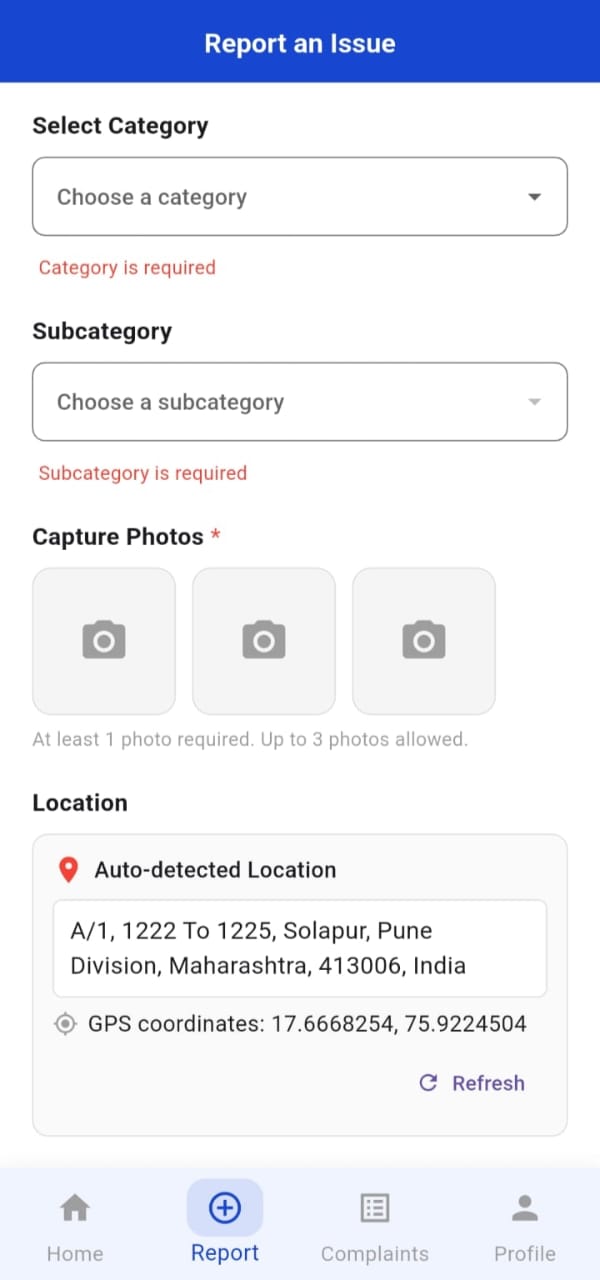 Report an Issue
Select Category
Choose a category
Category is required
Subcategory
Choose a subcategory
Subcategory is required
Capture Photos *
At least 1 photo required. Up to 3 photos allowed.
Location
Auto-detected Location
A/1, 1222 To 1225, Solapur, Pune
Division, Maharashtra, 413006, India
GPS coordinates: 17.6668254, 75.9224504
Refresh
Home
Report
Complaints
Profile